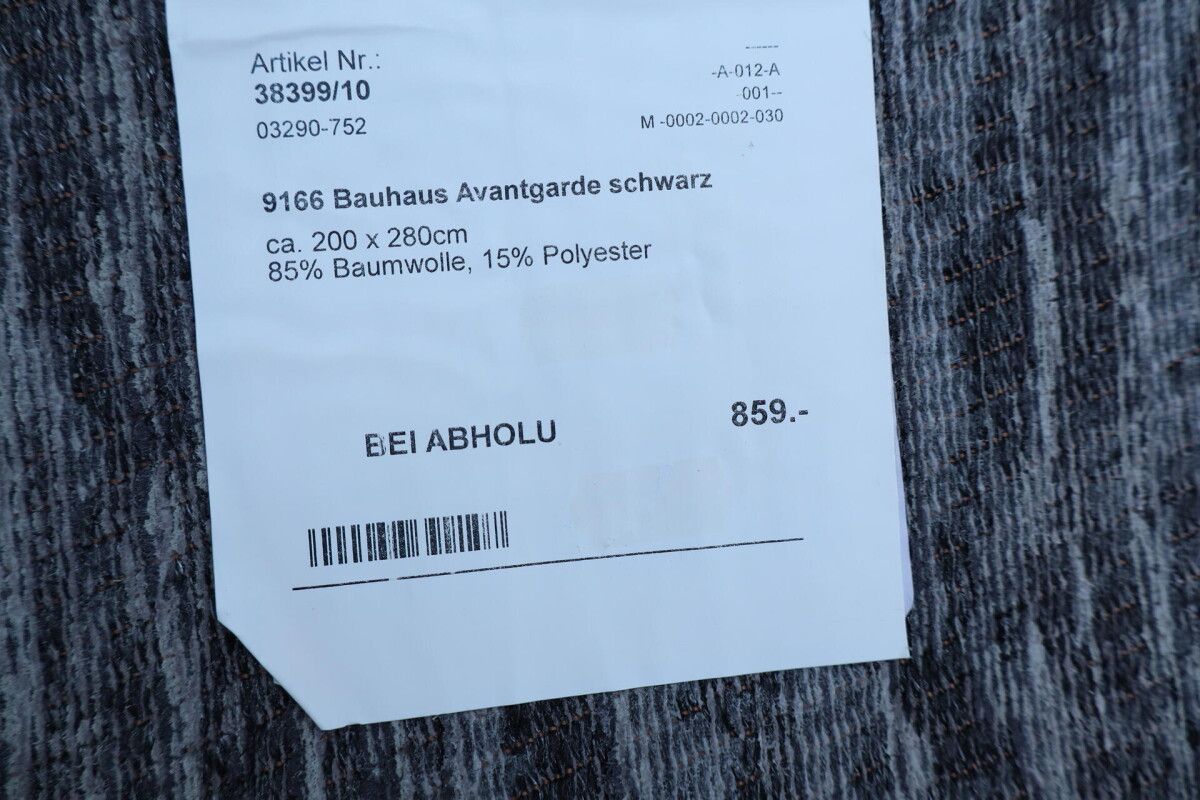 Artikel Nr.:
38399/10
03290-752
------
-A-012-A
001--
M -0002-0002-030
9166 Bauhaus Avantgarde schwarz
ca. 200 x 280cm
85% Baumwolle, 15% Polyester
BEI ABHOLU
859.-